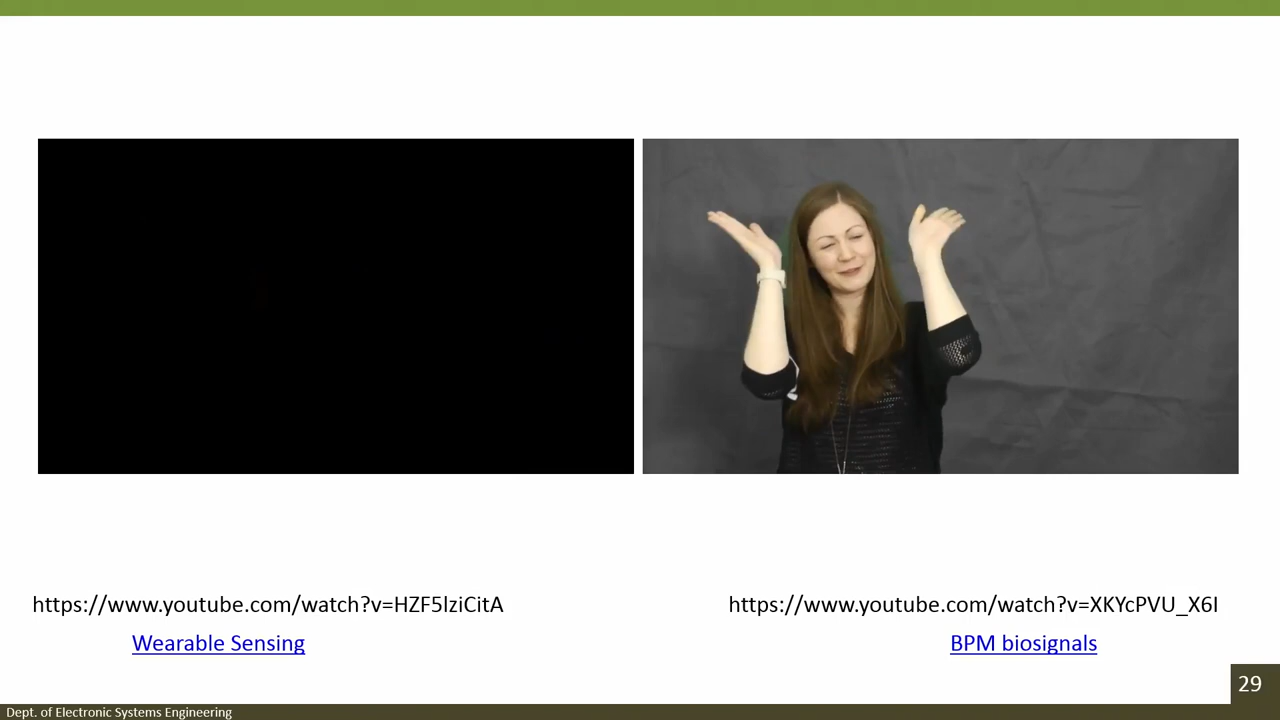 https://www.youtube.com/watch?v=HZF5lziCitA
https://www.youtube.com/watch?v=XKYcPVU_X6I
Wearable Sensing
BPM biosignals
29
Dept. of Electronic Systems Engineering